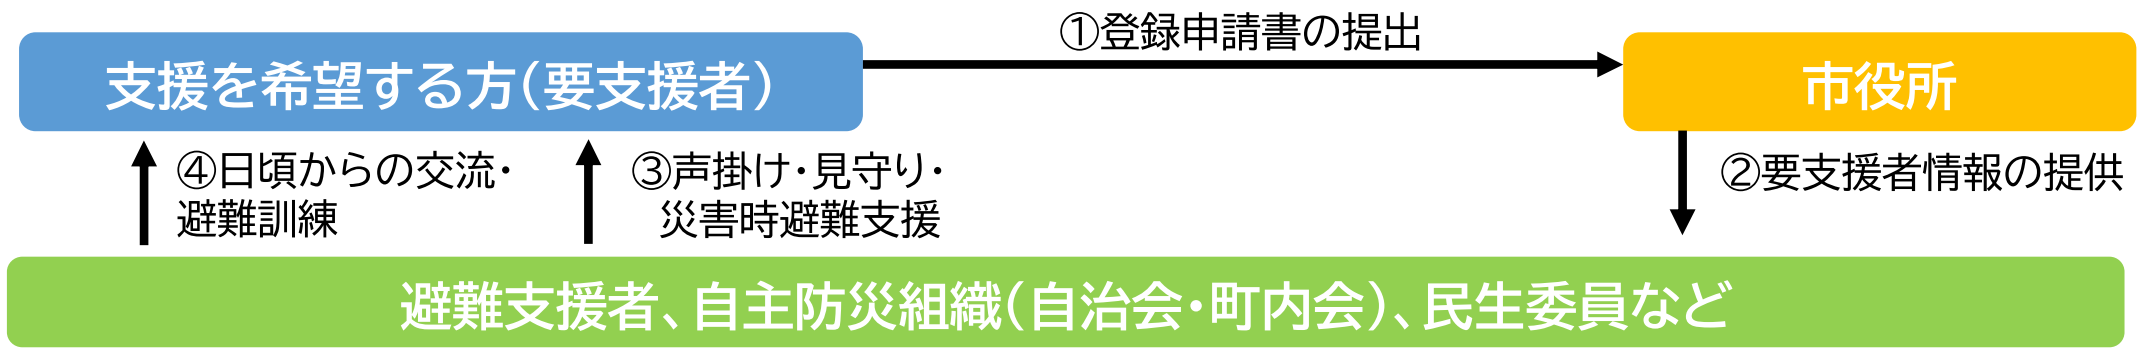 ①登録申請書の提出
支援を希望する方(要支援者)
市役所
④日頃からの交流・
避難訓練
③声掛け・見守り・
災害時避難支援
②要支援者情報の提供
避難支援者、自主防災組織(自治会・町内会)、民生委員など